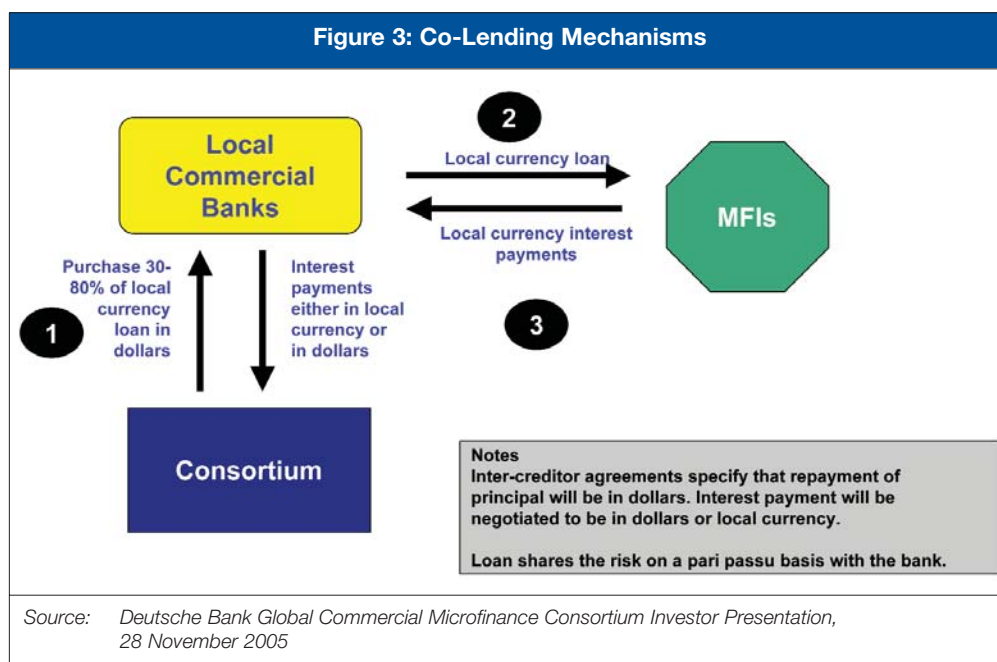 Figure 3: Co-Lending Mechanisms
2
Local
Commercial
Banks
Local currency loan
MFIs
Local currency interest
payments
Purchase 30-
80% of local
currency
loan in
dollars
Interest
payments
either in local
currency or
in dollars
1
3
Consortium
Notes
Inter-creditor agreements specify that repayment of
principal will be in dollars. Interest payment will be
negotiated to be in dollars or local currency.
Loan shares the risk on a pari passu basis with the bank.
Source: Deutsche Bank Global Commercial Microfinance Consortium Investor Presentation,
28 November 2005